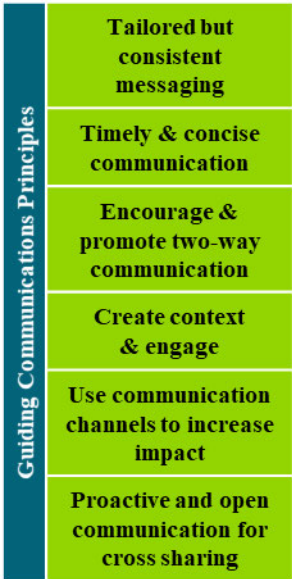 Guiding Communications Principles
Tailored but
consistent
messaging
Timely & concise
communication
Encourage &
promote two-way
communication
Create context
& engage
Use communication
channels to increase
impact
Proactive and open
communication for
cross sharing